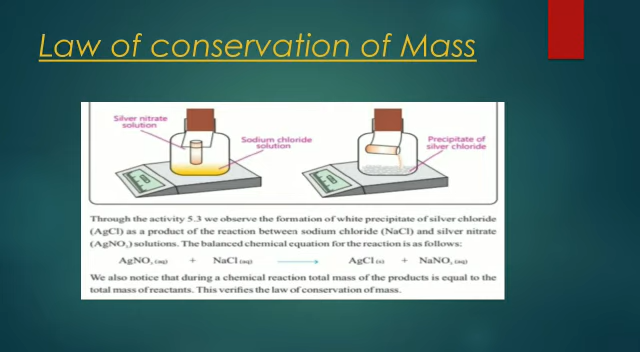 Law of conservation of Mass
Silver nitrate
solution
Sodium chloride
solution
Precipitate of
silver chloride
Through the activity 5.3 we observe the formation of white precipitate of silver chloride
(AgCl) as a product of the reaction between sodium chloride (NaCl) and silver nitrate
(AgNO₃) solutions. The balanced chemical equation for the reaction is as follows:
AgNO₃ (aq) + NaCl (aq) ⟶ AgCl (s) + NaNO₃ (aq)
We also notice that during a chemical reaction total mass of the products is equal to the
total mass of reactants. This verifies the law of conservation of mass.